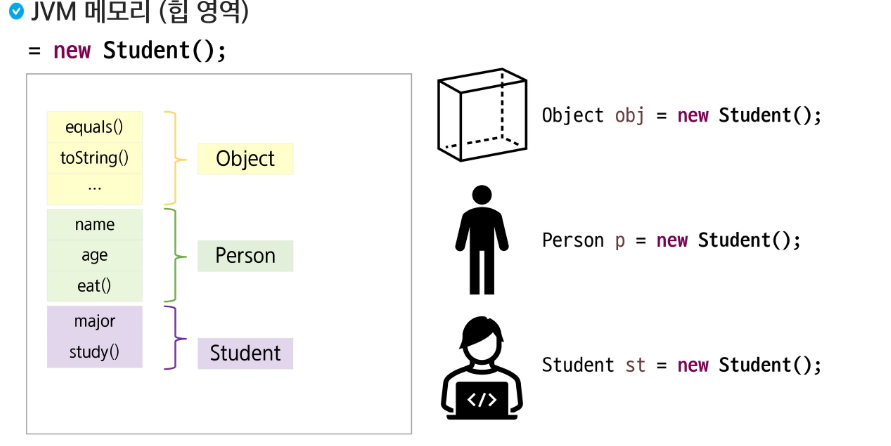 JVM 메모리 (힙 영역)
= new Student();
equals()
toString()
...
Object
name
age
eat()
Person
major
study()
Student
Object obj = new Student();
Person p = new Student();
</>
Student st = new Student();